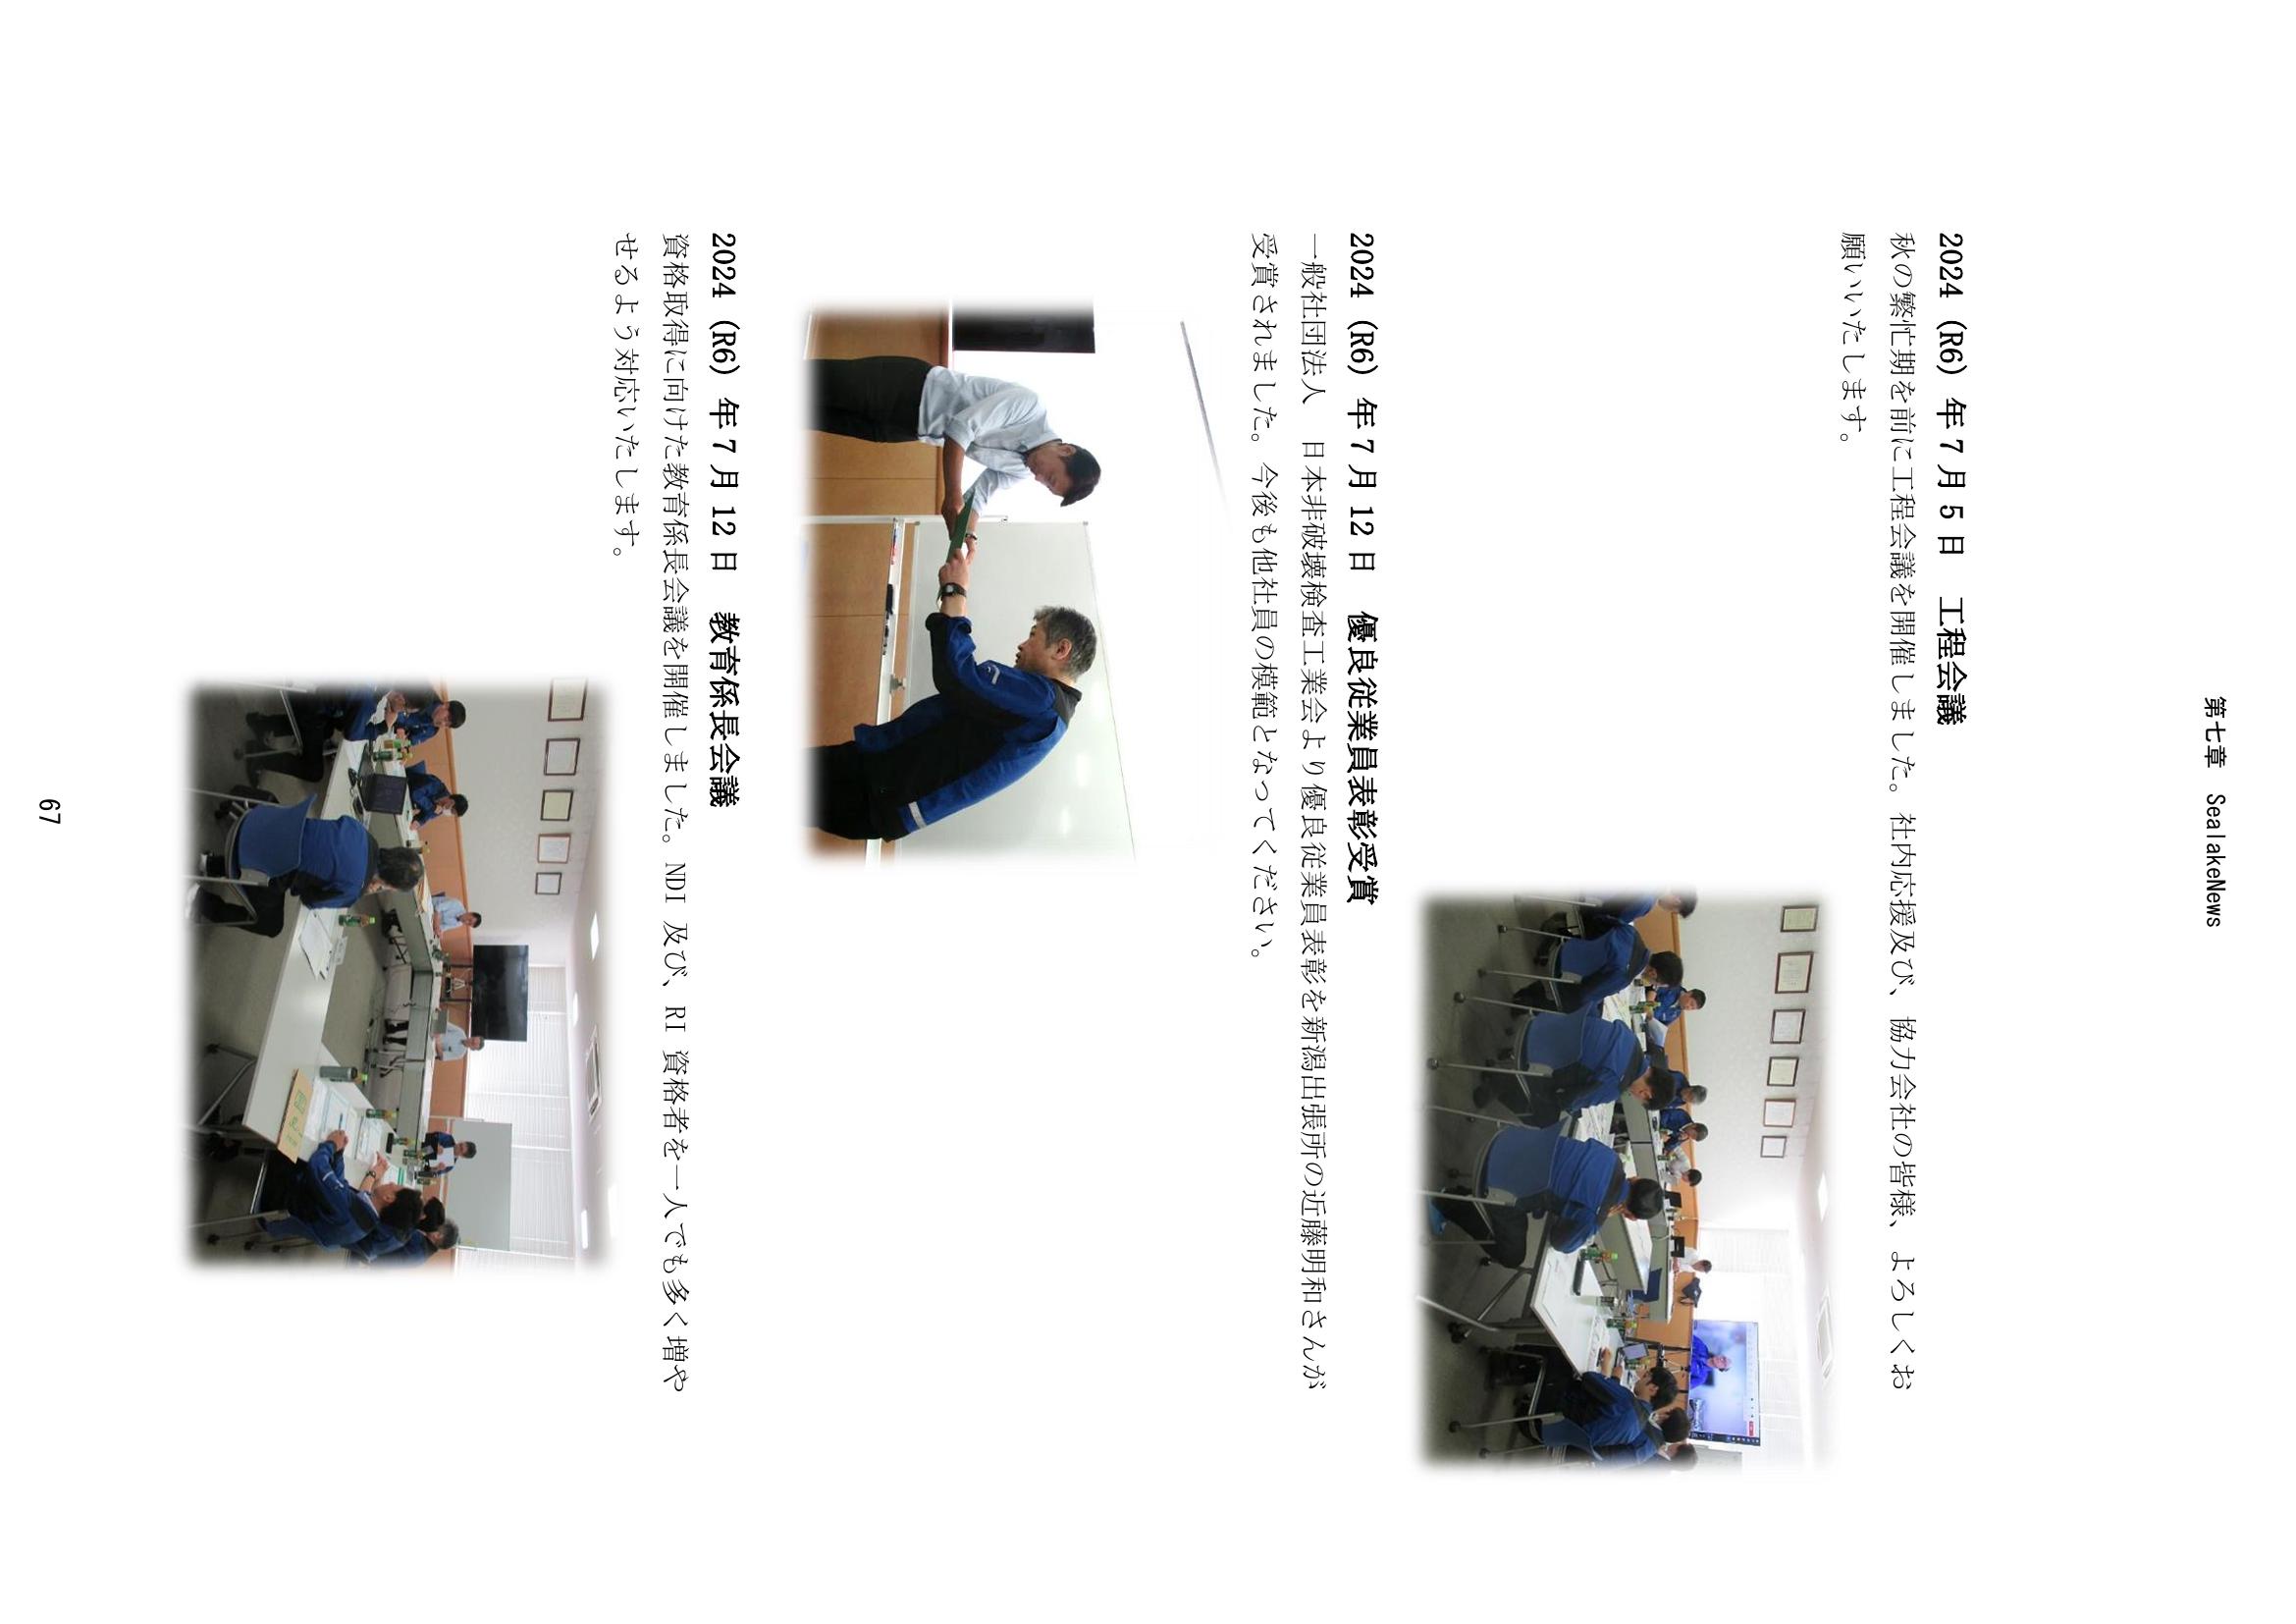 第七章　SealakeNews
2024（R6）年 7 月 5 日　工程会議
秋の繁忙期を前に工程会議を開催しました。社内応援及び、協力会社の皆様、よろしくお
願いいたします。
2024（R6）年 7 月 12 日　優良従業員表彰受賞
一般社団法人　日本非破壊検査工業会より優良従業員表彰を新潟出張所の近藤明和さんが
受賞されました。今後も他社員の模範となってください。
2024（R6）年 7 月 12 日　教育係長会議
資格取得に向けた教育係長会議を開催しました。NDI 及び、RI 資格者を一人でも多く増や
せるよう対応いたします。
67